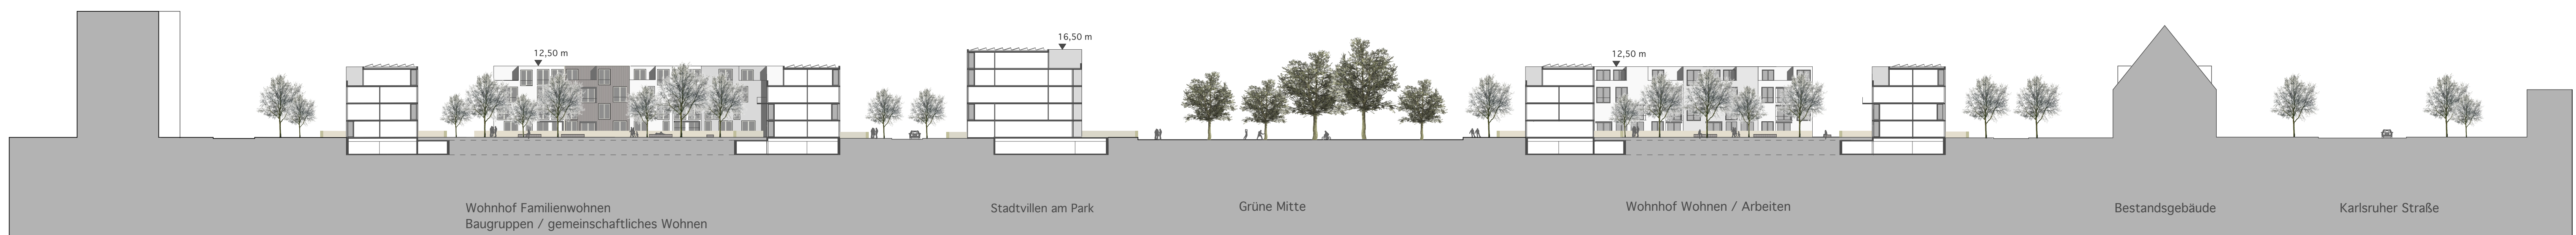 12,50 m
16,50 m
12,50 m
Wohnhof Familienwohnen
Baugruppen / gemeinschaftliches Wohnen
Stadtvillen am Park
Grüne Mitte
Wohnhof Wohnen / Arbeiten
Bestandsgebäude
Karlsruher Straße